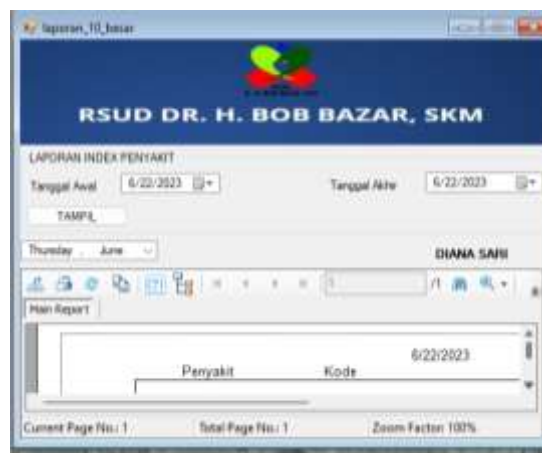 laporan_10_besar
RSUD DR. H. BOB BAZAR, SKM
LAPORAN INDEX PENYAKIT
Tanggal Awal 6/22/2023 Tanggal Akhir 6/22/2023
TAMPIL
Thursday , June DIANA SARI
1 /1
Main Report
6/22/2023
Penyakit Kode
Current Page No.: 1 Total Page No.: 1 Zoom Factor: 100%